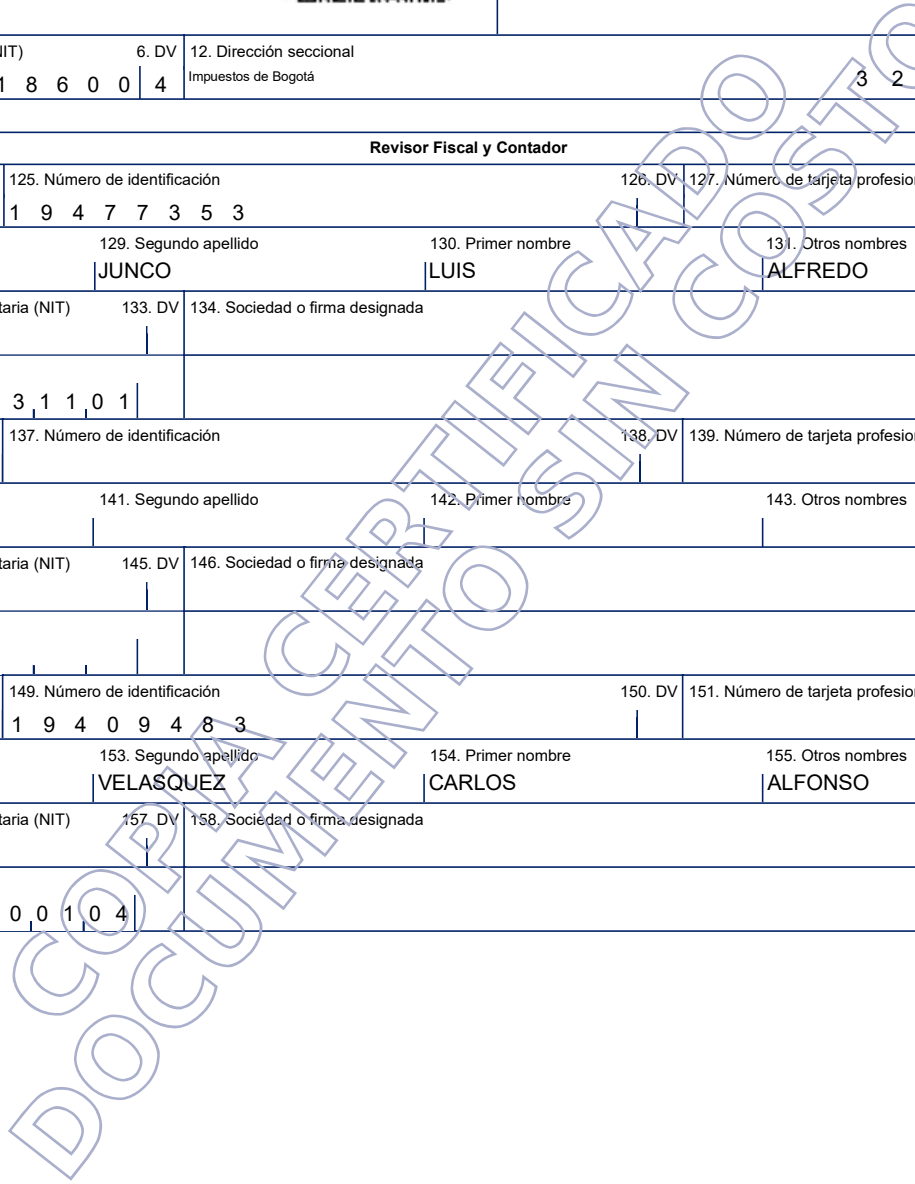 6. DV 12. Dirección seccional
1 8 6 0 0 4 Impuestos de Bogotá 3 2
Revisor Fiscal y Contador
125. Número de identificación 126. DV 127. Número de tarjeta
1 9 4 7 7 3 5 3
129. Segundo apellido 130. Primer nombre 131. Otros nombres
JUNCO LUIS ALFREDO
(NIT) 133. DV 134. Sociedad o firma designada
3 1 1 0 1
137. Número de identificación 138. DV 139. Número de tarjeta
141. Segundo apellido 142. Primer nombre 143. Otros nombres
(NIT) 145. DV 146. Sociedad o firma designada
149. Número de identificación 150. DV 151. Número de tarjeta
1 9 4 0 9 4 8 3
153. Segundo apellido 154. Primer nombre 155. Otros nombres
VELASQUEZ CARLOS ALFONSO
(NIT) 157. DV 158. Sociedad o firma designada
0 0 1 0 4
COPIA CERTIFICADO
DOCUMENTO SIN COSTO